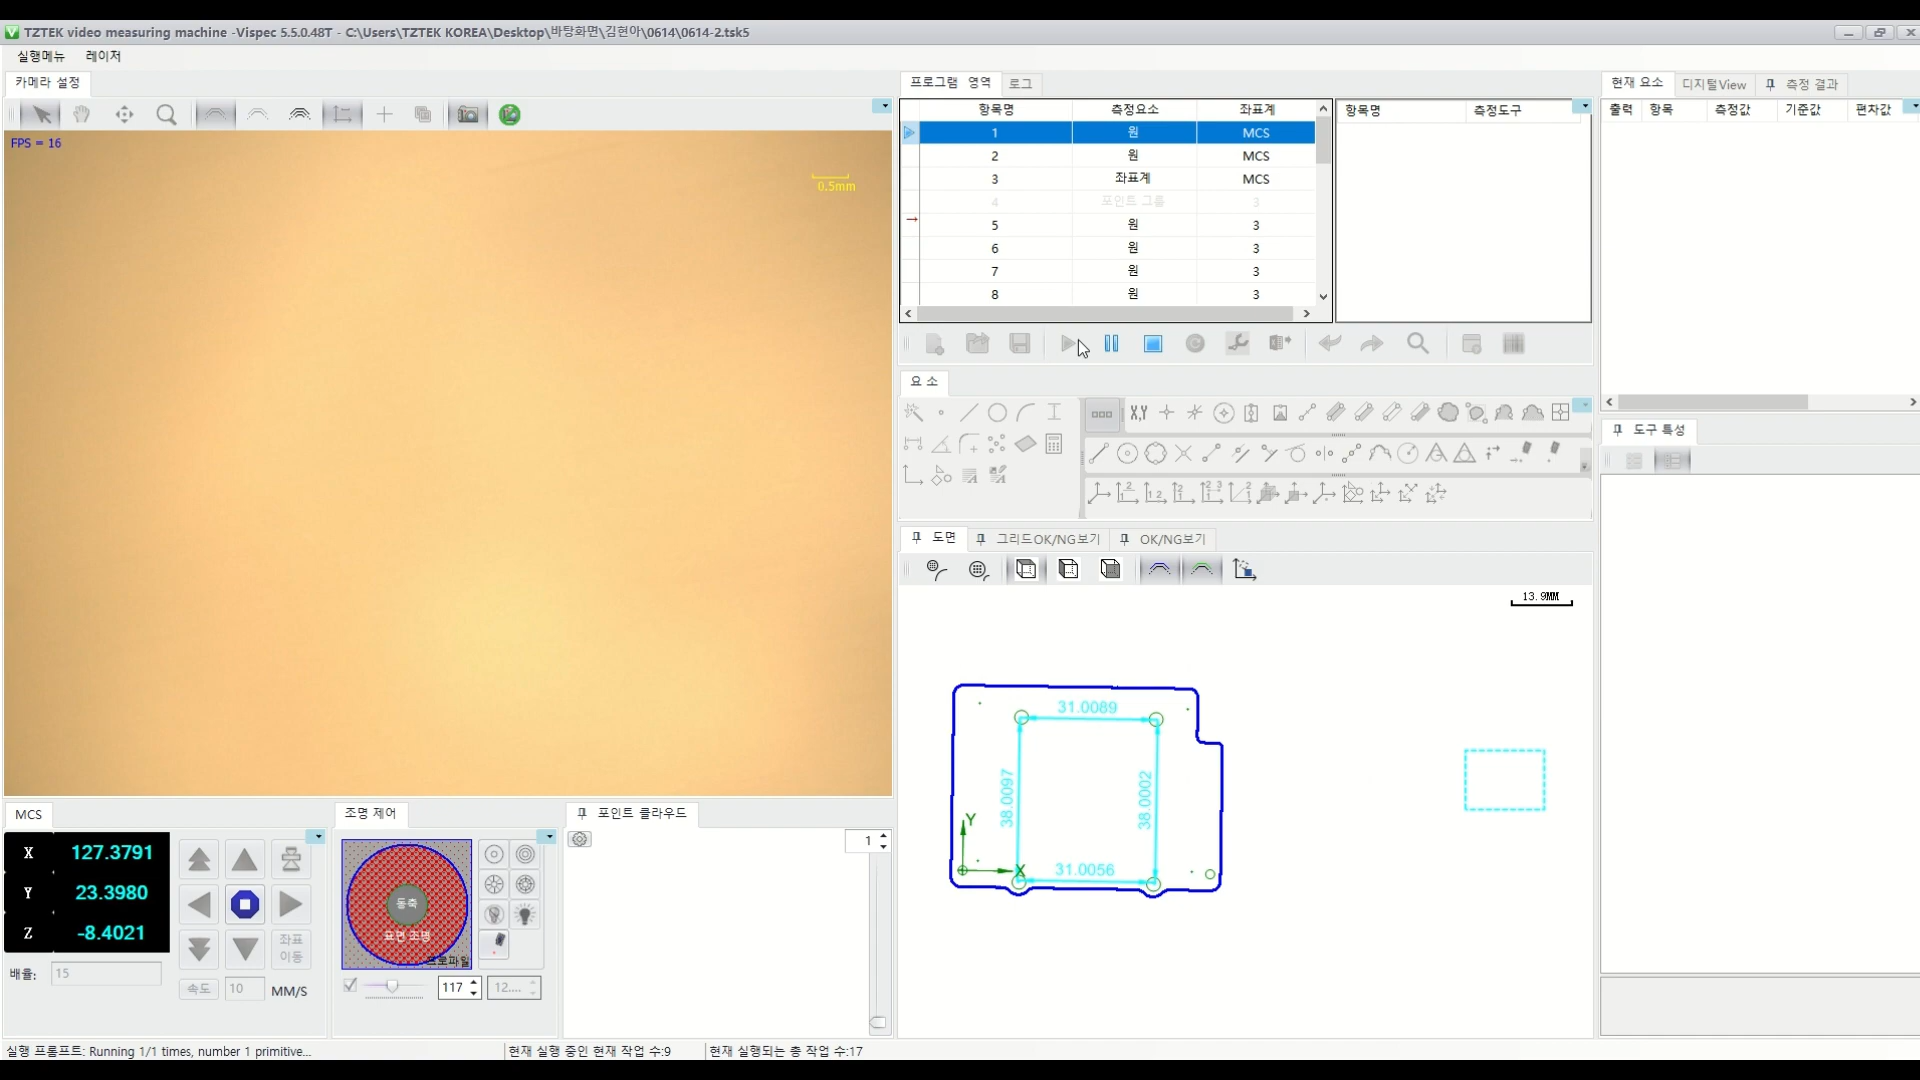 TZTEK video measuring machine -Vispec 5.5.0.48T - C:\Users\TZTEK KOREA\Desktop\바탕화면\김현아\0614\0614-2.tsk5
실행메뉴 레이저
카메라 설정
FPS = 16
0.5mm
프로그램 영역 로그
항목명 측정요소 좌표계
1 원 MCS
2 원 MCS
3 좌표계 MCS
4 포인트 그룹 3
5 원 3
6 원 3
7 원 3
8 원 3
항목명 측정도구
현재 요소 디지털View 측정 결과
출력 항목 측정값 기준값 편차값
요 소
도구 특성
도면 그리드OK/NG보기 OK/NG보기
13.9MM
31.0089
38.0097
38.0002
31.0056
Y
X
MCS
X 127.3791
Y 23.3980
Z -8.4021
배율: 15
좌표
이동
속도 10 MM/S
조명 제어
동축
표면 조명
프로파일
117
12....
포인트 클라우드
1
실행 프롬프트: Running 1/1 times, number 1 primitive...
현재 실행 중인 현재 작업 수:9
현재 실행되는 총 작업 수:17